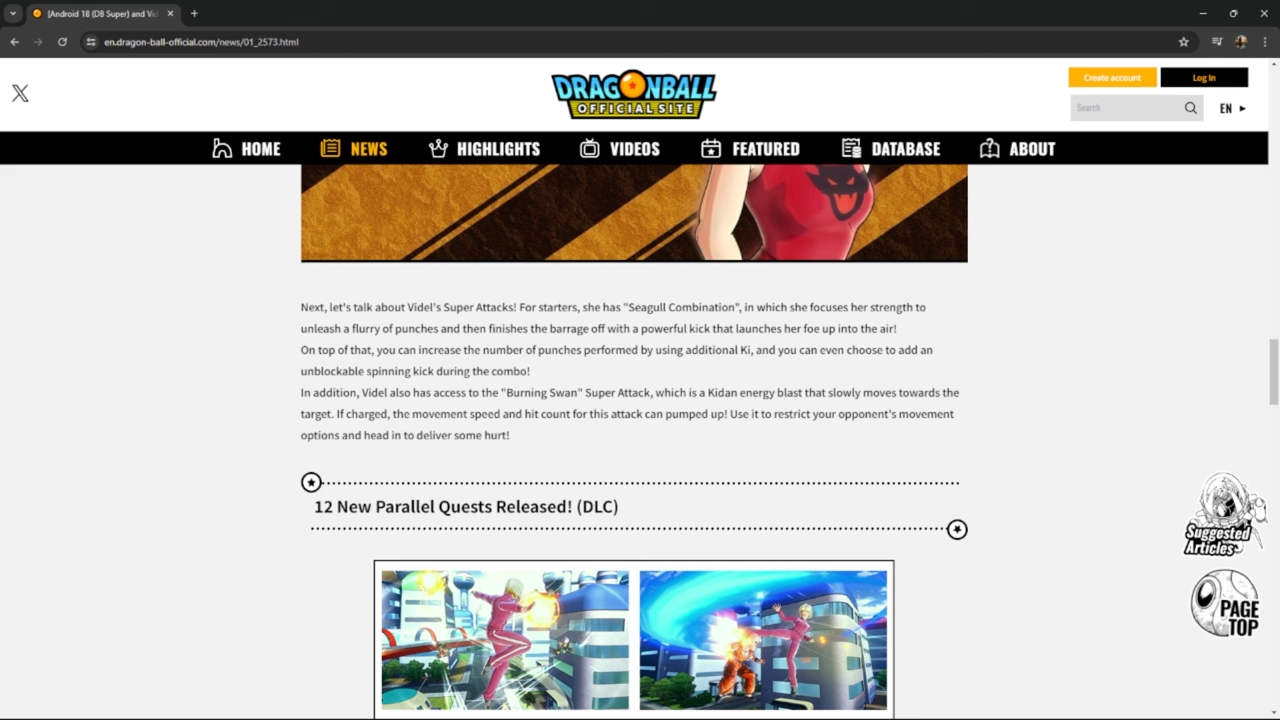 [Android 18 (DB Super) and Vid
en.dragon-ball-official.com/news/01_2573.html
DRAGONBALL
OFFICIAL SITE
Create account
Log In
Search
EN
HOME
NEWS
HIGHLIGHTS
VIDEOS
FEATURED
DATABASE
ABOUT
Next, let's talk about Videl's Super Attacks! For starters, she has "Seagull Combination", in which she focuses her strength to
unleash a flurry of punches and then finishes the barrage off with a powerful kick that launches her foe up into the air!
On top of that, you can increase the number of punches performed by using additional Ki, and you can even choose to add an
unblockable spinning kick during the combo!
In addition, Videl also has access to the "Burning Swan" Super Attack, which is a Kidan energy blast that slowly moves towards the
target. If charged, the movement speed and hit count for this attack can pumped up! Use it to restrict your opponent's movement
options and head in to deliver some hurt!
12 New Parallel Quests Released! (DLC)
Suggested
Articles
PAGE
TOP